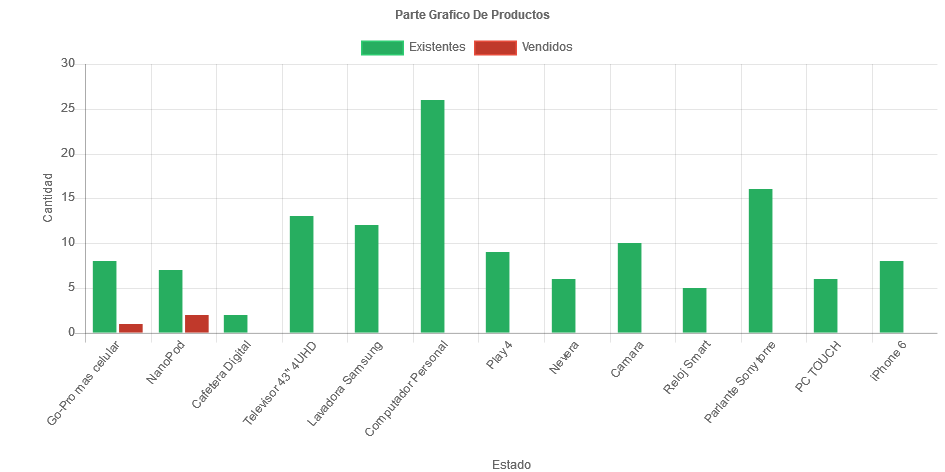 Parte Grafico De Productos
Existentes Vendidos
30
25
20
15
10
5
0
Cantidad
Go-Pro mas celular
NanoPod
Cafetera Digital
Televisor 43" 4UHD
Lavadora Samsung
Computador Personal
Play 4
Nevera
Camara
Reloj Smart
Parlante Sony torre
PC TOUCH
iPhone 6
Estado